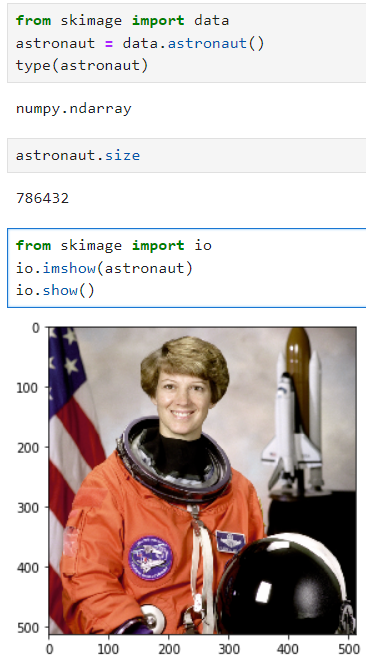 from skimage import data
astronaut = data.astronaut()
type(astronaut)
numpy.ndarray
astronaut.size
786432
from skimage import io
io.imshow(astronaut)
io.show()
0
100
200
300
400
500
0 100 200 300 400 500